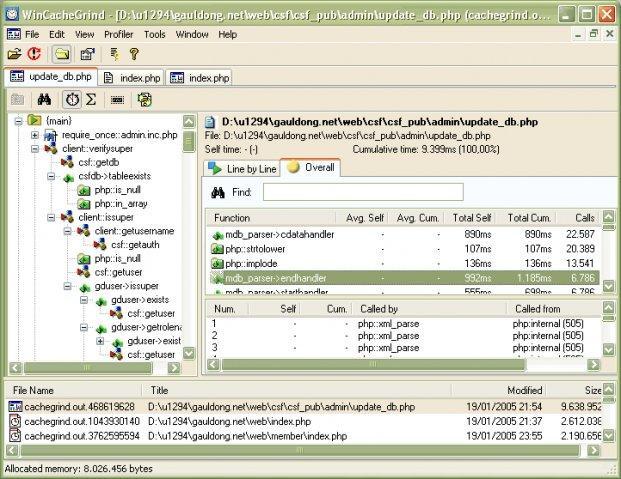 WinCacheGrind - [D:\u1294\gauldong.net\web\csf\csf_pub\admin\update_db.php (cachegrind.o...
File Edit View Profiler Tools Window Help
update_db.php index.php index.php
{main}
require_once::admin.inc.php
client::verifysuper
csf::getdb
csfdb->tableexists
php::is_null
php::in_array
client::issuper
client::getusername
csf::getauth
php::is_null
csf::getuser
gduser->issuper
gduser->exists
csf::getuser
gduser->getrolena
gduser->exist
csf::getuser
D:\u1294\gauldong.net\web\csf\csf_pub\admin\update_db.php
File: D:\u1294\gauldong.net\web\csf\csf_pub\admin\update_db.php
Self time: - (-) Cumulative time: 9.399ms (100,00%)
Line by Line Overall
Find:
Function Avg. Self Avg. Cum. Total Self Total Cum. Calls
mdb_parser->cdatahandler - - 890ms 890ms 22.587
php::strtolower - - 107ms 107ms 20.389
php::implode - - 136ms 136ms 13.541
mdb_parser->endhandler - - 992ms 1.185ms 6.786
mdb_parser->starthandler - - 555ms 698ms 6.786
Num. Self Cum. Called by Called from
1 - - php::xml_parse php:internal (505)
2 - - php::xml_parse php:internal (505)
3 - - php::xml_parse php:internal (505)
File Name Title Modified Size
cachegrind.out.468619628 D:\u1294\gauldong.net\web\csf\csf_pub\admin\update_db.php 19/01/2005 21:54 9.638.952
cachegrind.out.1043930140 D:\u1294\gauldong.net\web\index.php 19/01/2005 21:37 2.612.038
cachegrind.out.3762595594 D:\u1294\gauldong.net\web\member\index.php 19/01/2005 23:55 2.190.656
Allocated memory: 8.026.456 bytes